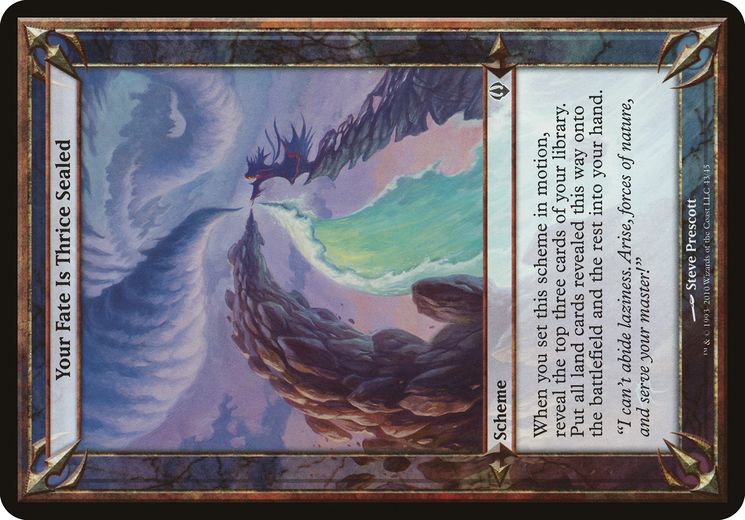 Your Fate Is Thrice Sealed
Scheme
When you set this scheme in motion,
reveal the top three cards of your library.
Put all land cards revealed this way onto
the battlefield and the rest into your hand.
"I can't abide laziness. Arise, forces of nature,
and serve your master!"
Steve Prescott
™ & © 1993–2010 Wizards of the Coast LLC 43/45